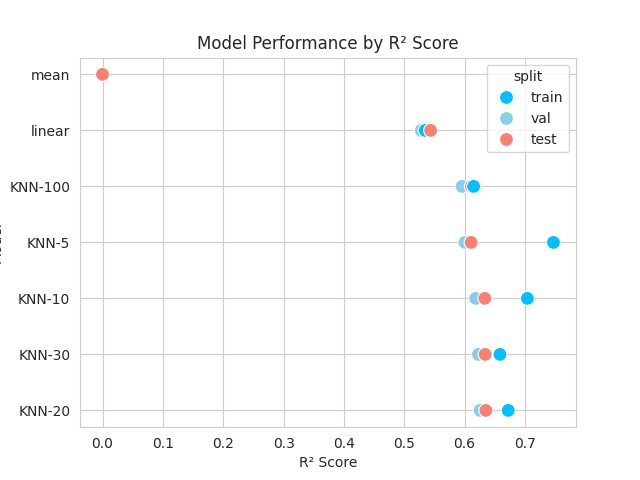 Model Performance by R² Score
split
train
val
test
mean
linear
KNN-100
KNN-5
KNN-10
KNN-30
KNN-20
0.0 0.1 0.2 0.3 0.4 0.5 0.6 0.7
R² Score